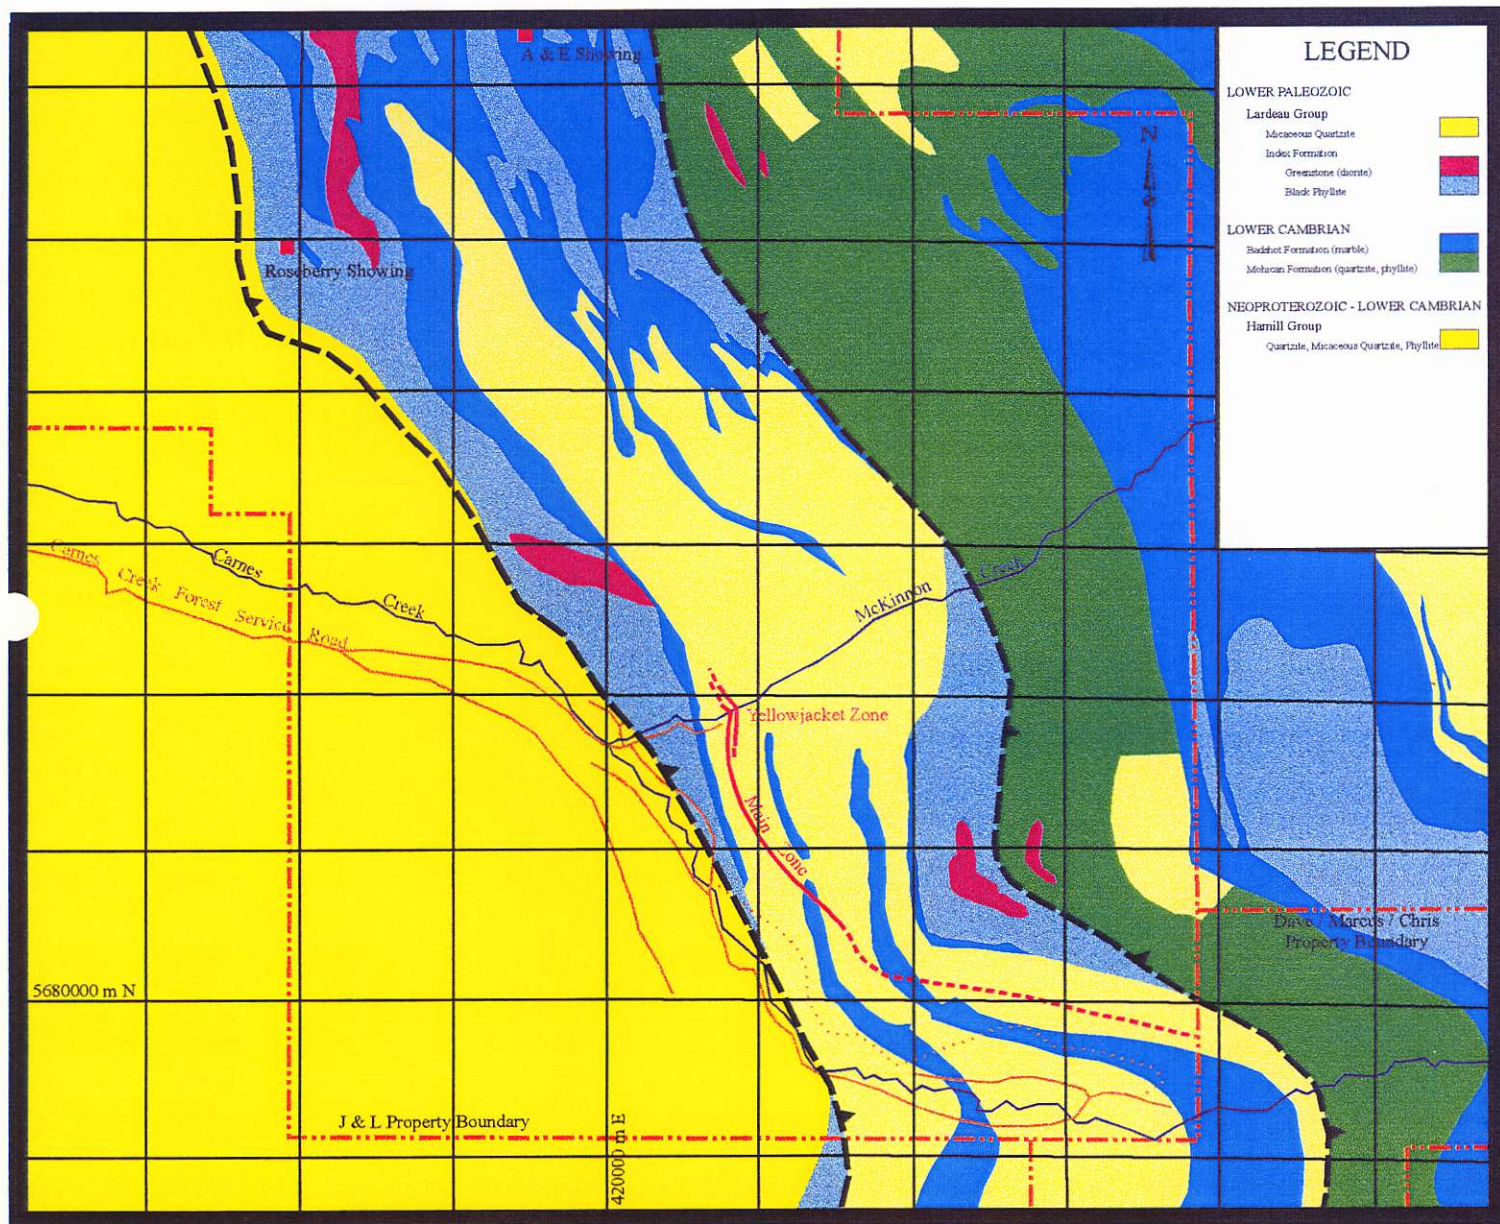 LEGEND
LOWER PALEOZOIC
Lardeau Group
Micaceous Quartzite
Index Formation
Greenstone (diorite)
Black Phyllite
LOWER CAMBRIAN
Badshot Formation (marble)
Mohican Formation (quartzite, phyllite)
NEOPROTEROZOIC - LOWER CAMBRIAN
Hamill Group
Quartzite, Micaceous Quartzite, Phyllite
A & E Showing
N
Roseberry Showing
Carnes Creek
Carnes Creek Forest Service Road
McKinnon Creek
Yellowjacket Zone
Main Zone
Dave / Marcus / Chris
Property Boundary
5680000 m N
J & L Property Boundary
420000 m E